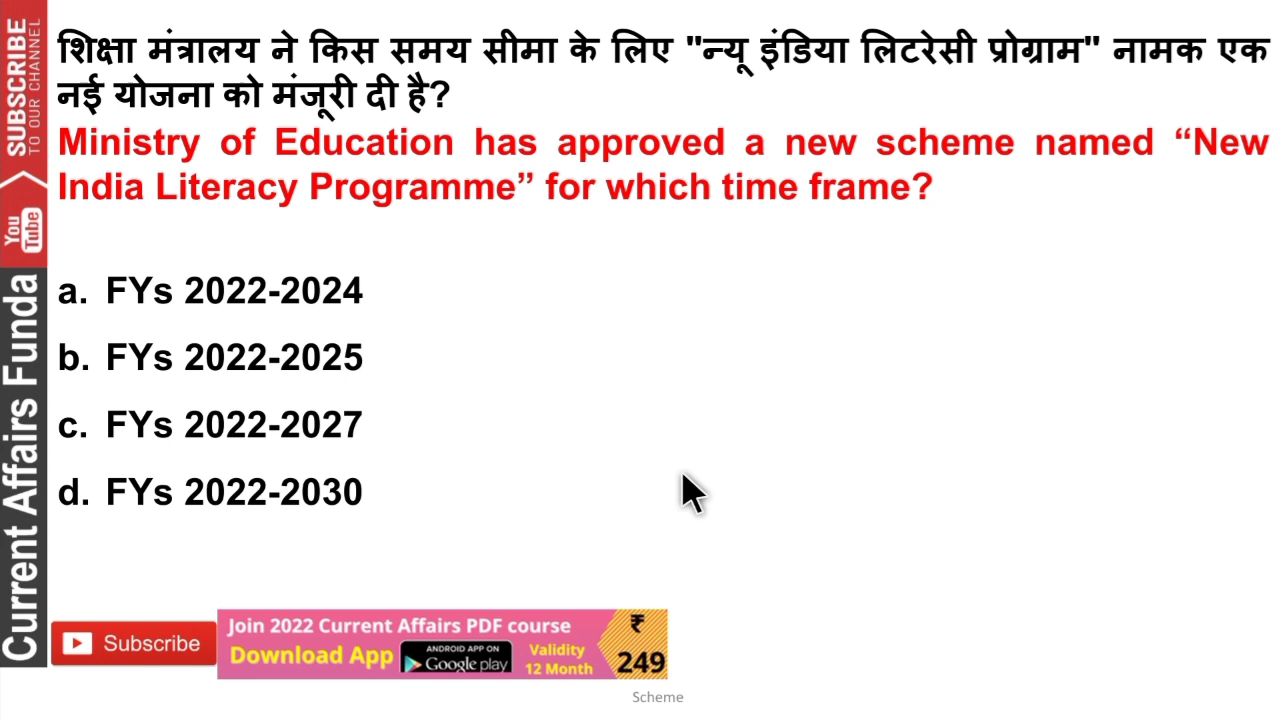 शिक्षा मंत्रालय ने किस समय सीमा के लिए "न्यू इंडिया लिटरेसी प्रोग्राम" नामक एक
नई योजना को मंजूरी दी है?
Ministry of Education has approved a new scheme named “New
India Literacy Programme” for which time frame?
a. FYs 2022-2024
b. FYs 2022-2025
c. FYs 2022-2027
d. FYs 2022-2030
SUBSCRIBE
TO OUR CHANNEL
You
Tube
Current Affairs Funda
Subscribe
Join 2022 Current Affairs PDF course
Download App
ANDROID APP ON
Google play
Validity
12 Month
₹
249
Scheme